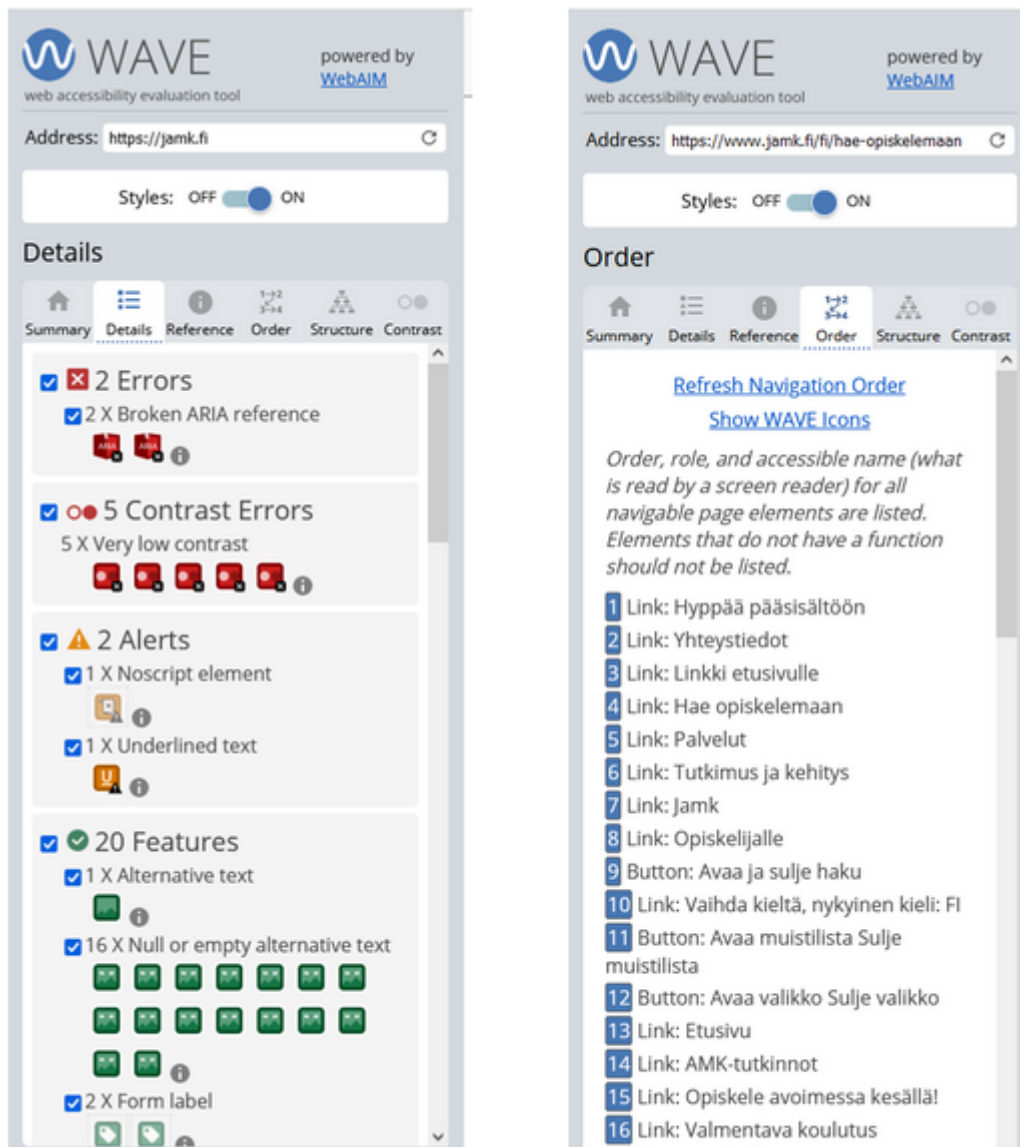 WAVE
powered by
WebAIM
web accessibility evaluation tool
Address: https://jamk.fi
Styles: OFF ON
Details
Summary Details Reference Order Structure Contrast
2 Errors
2 X Broken ARIA reference
ARIA ARIA
5 Contrast Errors
5 X Very low contrast
2 Alerts
1 X Noscript element
1 X Underlined text
U
20 Features
1 X Alternative text
16 X Null or empty alternative text
2 X Form label
WAVE
powered by
WebAIM
web accessibility evaluation tool
Address: https://www.jamk.fi/fi/hae-opiskelemaan
Styles: OFF ON
Order
Summary Details Reference Order Structure Contrast
Refresh Navigation Order
Show WAVE Icons
Order, role, and accessible name (what
is read by a screen reader) for all
navigable page elements are listed.
Elements that do not have a function
should not be listed.
1 Link: Hyppää pääsisältöön
2 Link: Yhteystiedot
3 Link: Linkki etusivulle
4 Link: Hae opiskelemaan
5 Link: Palvelut
6 Link: Tutkimus ja kehitys
7 Link: Jamk
8 Link: Opiskelijalle
9 Button: Avaa ja sulje haku
10 Link: Vaihda kieltä, nykyinen kieli: FI
11 Button: Avaa muistilista Sulje
muistilista
12 Button: Avaa valikko Sulje valikko
13 Link: Etusivu
14 Link: AMK-tutkinnot
15 Link: Opiskele avoimessa kesällä!
16 Link: Valmentava koulutus